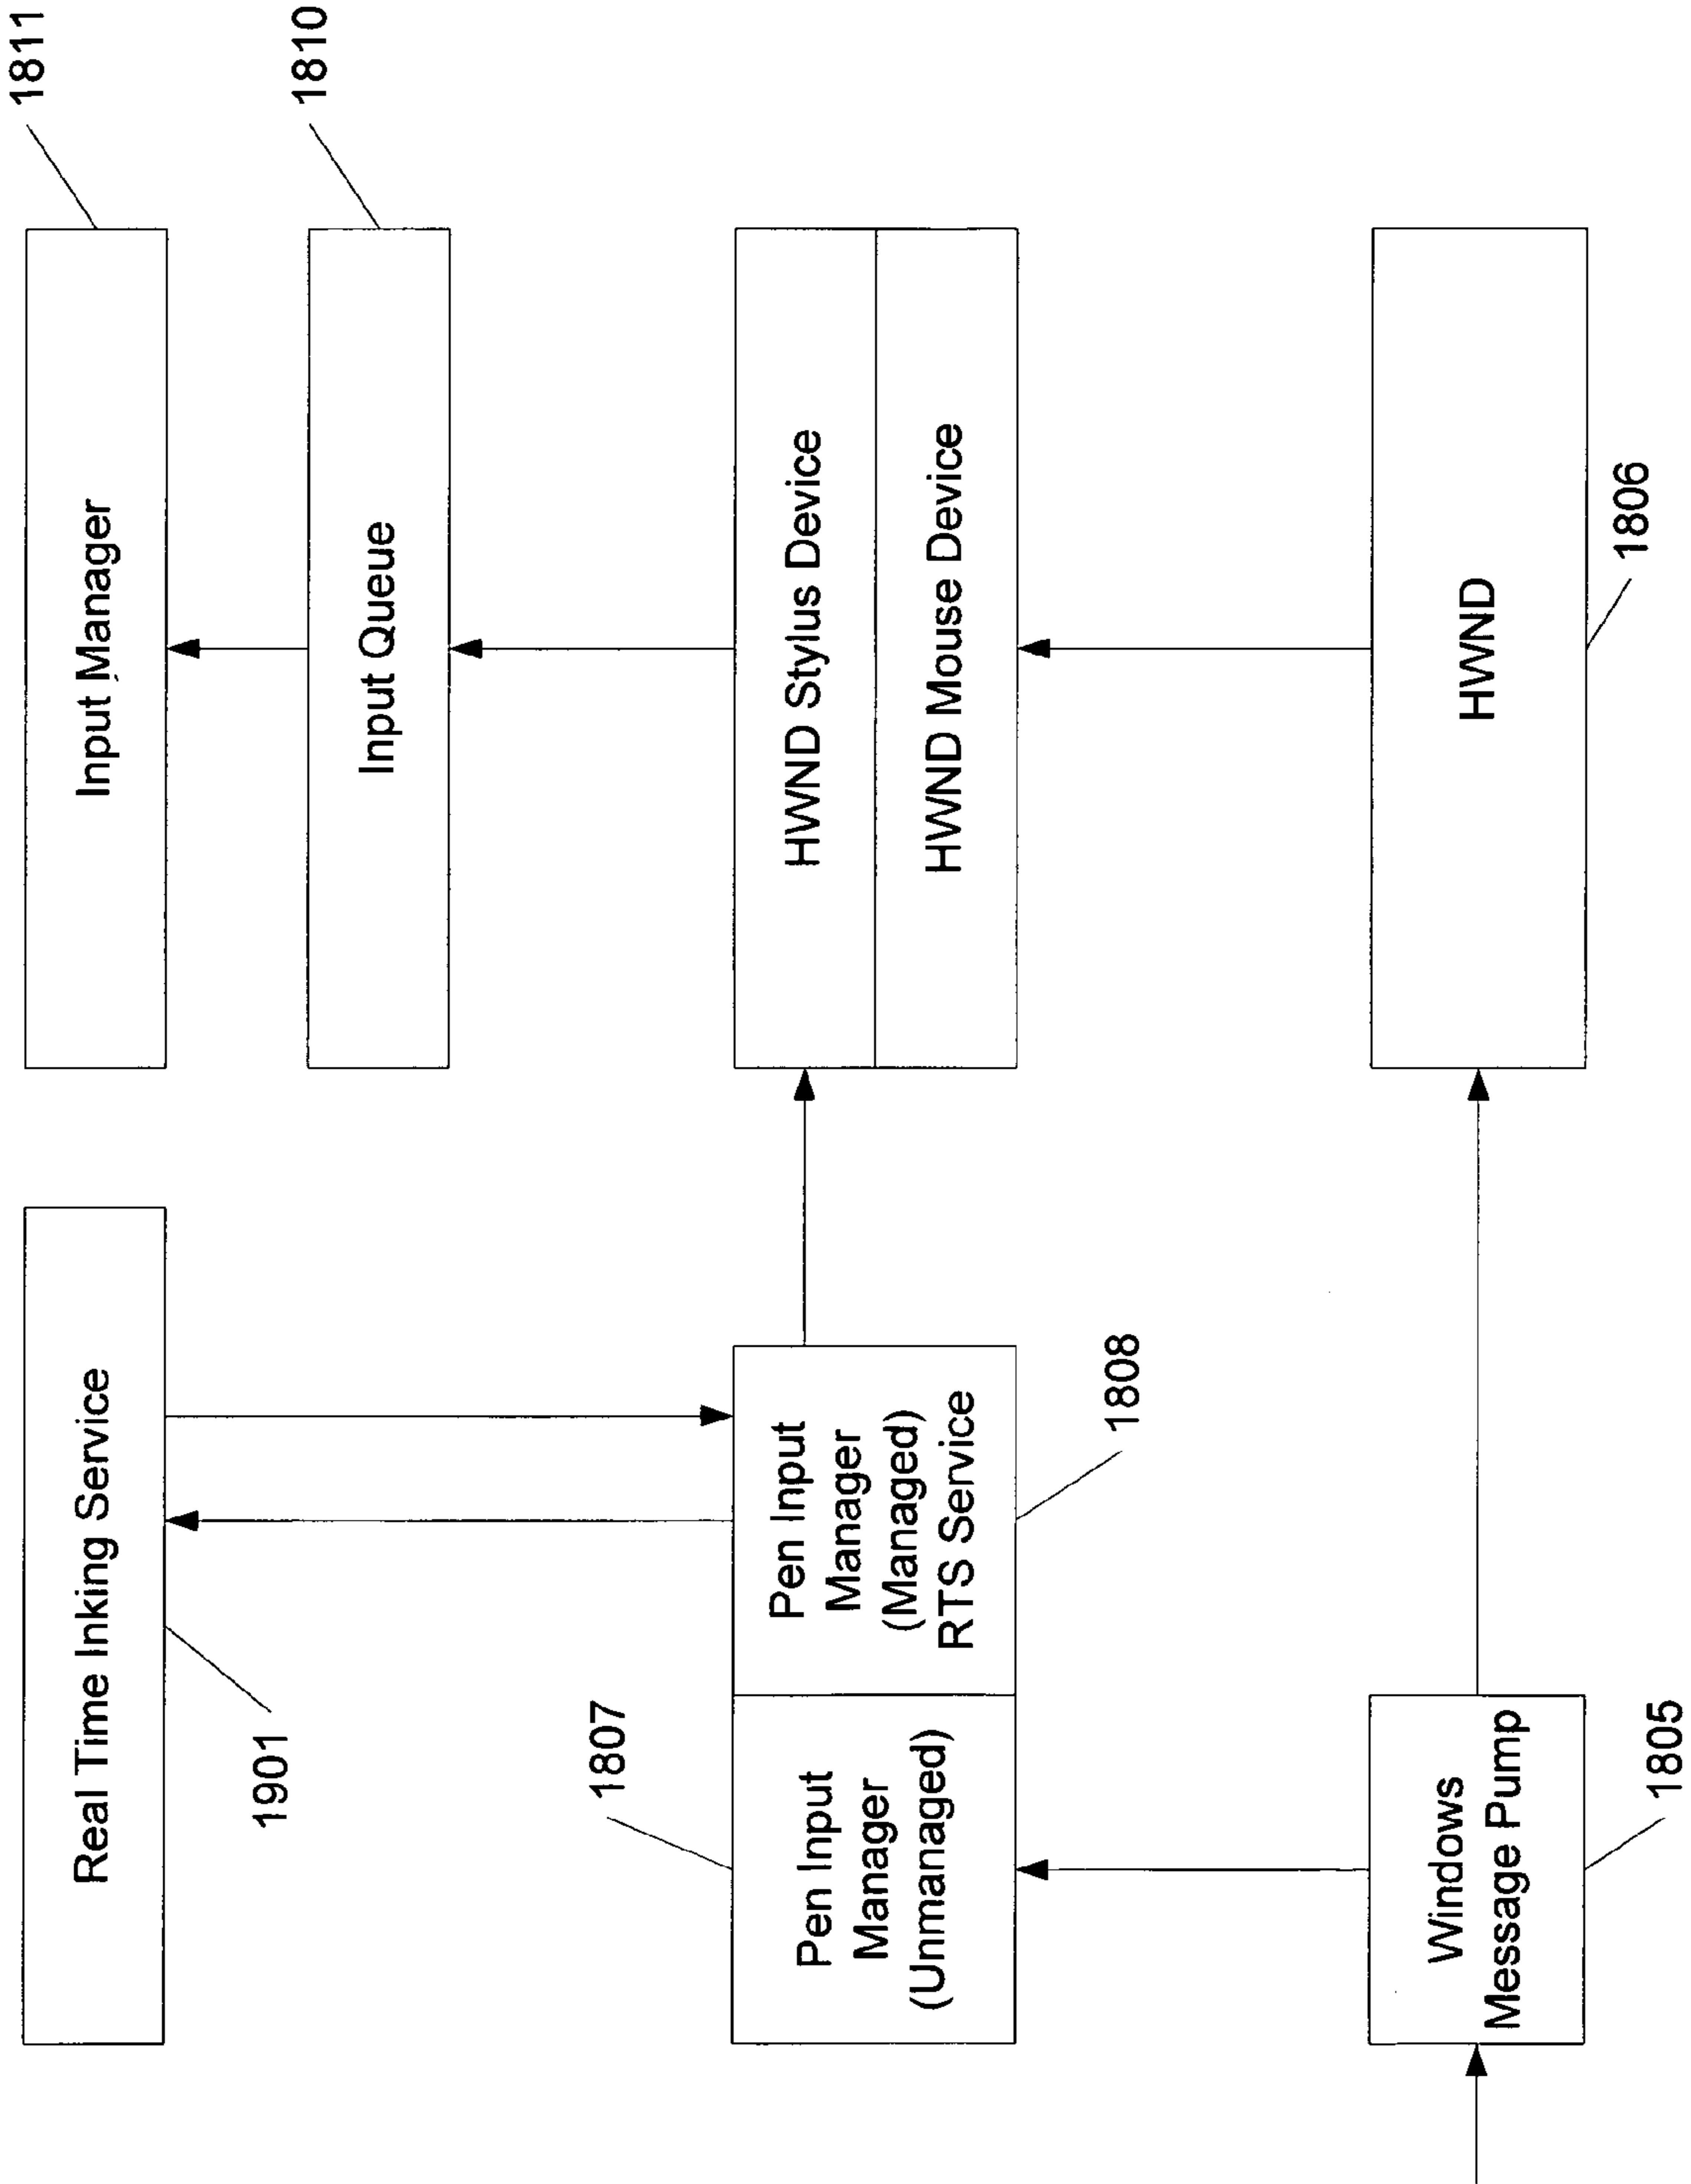 Real Time Inking Service
Input Manager
1811
1901
Input Queue
1810
1807
Pen Input
Manager
(Unmanaged)
Pen Input
Manager
(Managed)
RTS Service
HWND Stylus Device
HWND Mouse Device
1808
Windows
Message Pump
HWND
1805
1806